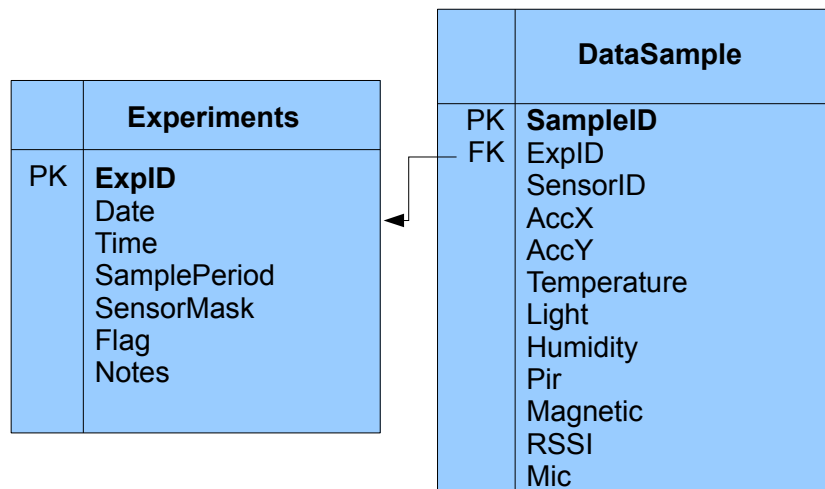 Experiments
PK ExpID
Date
Time
SamplePeriod
SensorMask
Flag
Notes
DataSample
PK SampleID
FK ExpID
SensorID
AccX
AccY
Temperature
Light
Humidity
Pir
Magnetic
RSSI
Mic